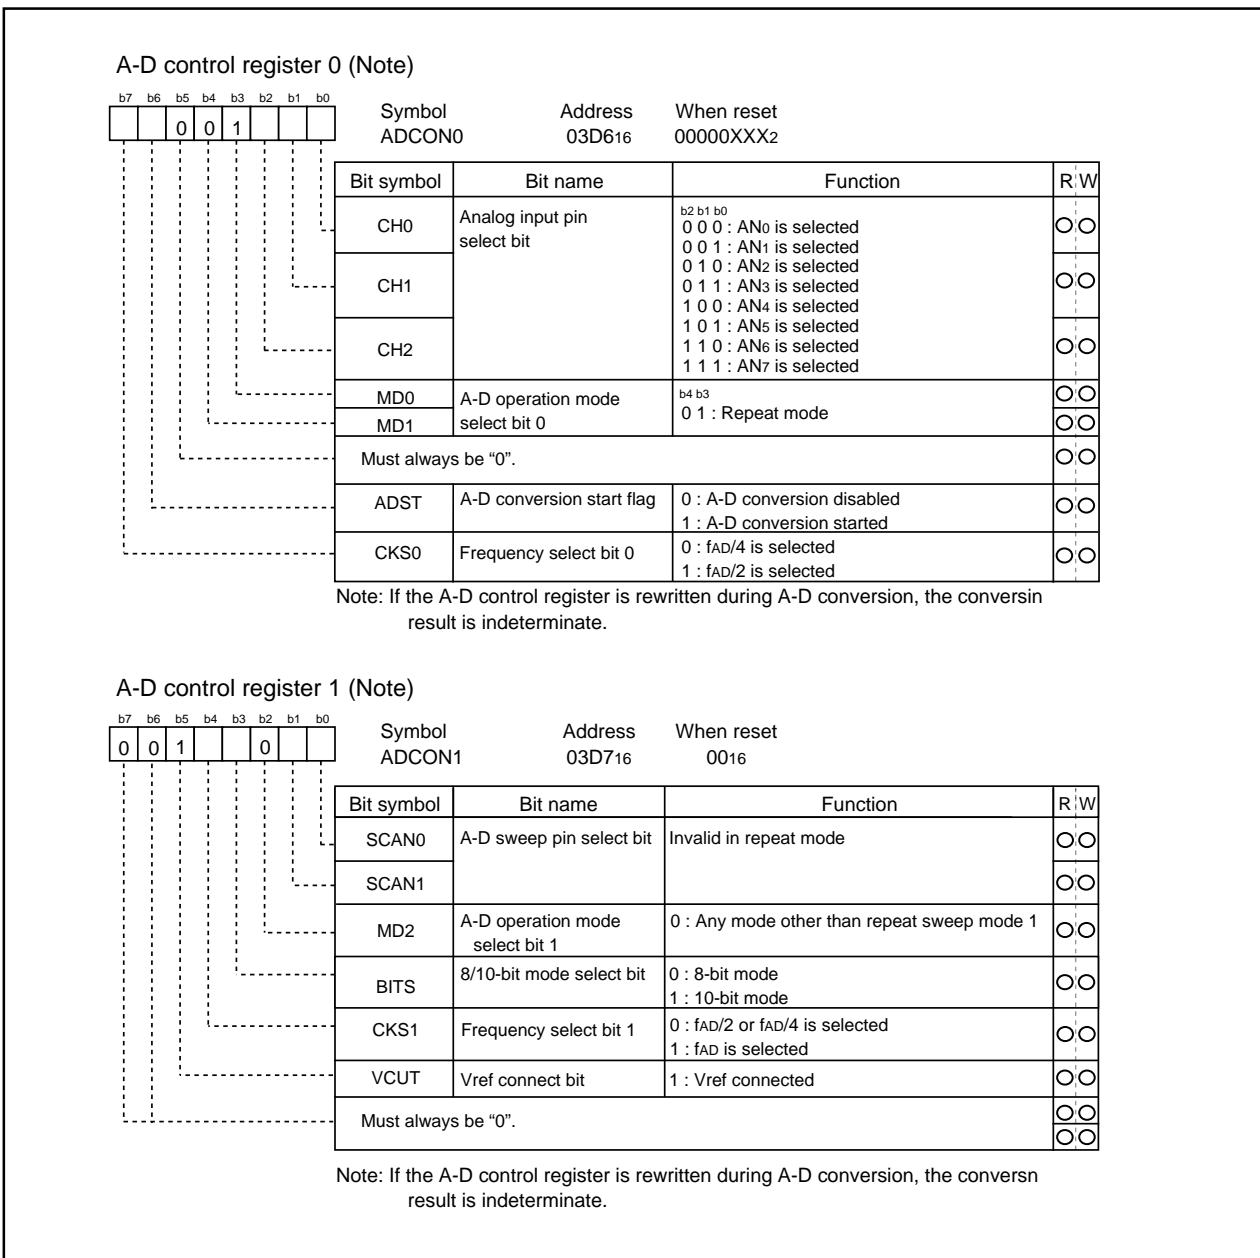 A-D control register 0 (Note)
b7 b6 b5 b4 b3 b2 b1 b0
0 0 1
Symbol Address When reset
ADCON0 03D616 00000XXX2
Bit symbol Bit name Function R W
CH0 Analog input pin select bit b2 b1 b0
0 0 0 : AN0 is selected
0 0 1 : AN1 is selected
0 1 0 : AN2 is selected
CH1 0 1 1 : AN3 is selected
1 0 0 : AN4 is selected
1 0 1 : AN5 is selected
CH2 1 1 0 : AN6 is selected
1 1 1 : AN7 is selected
MD0 A-D operation mode b4 b3
MD1 select bit 0 0 1 : Repeat mode
Must always be “0”.
ADST A-D conversion start flag 0 : A-D conversion disabled
1 : A-D conversion started
CKS0 Frequency select bit 0 0 : fAD/4 is selected
1 : fAD/2 is selected
Note: If the A-D control register is rewritten during A-D conversion, the conversin
result is indeterminate.
A-D control register 1 (Note)
b7 b6 b5 b4 b3 b2 b1 b0
0 0 1 0
Symbol Address When reset
ADCON1 03D716 0016
Bit symbol Bit name Function R W
SCAN0 A-D sweep pin select bit Invalid in repeat mode
SCAN1
MD2 A-D operation mode 0 : Any mode other than repeat sweep mode 1
select bit 1
BITS 8/10-bit mode select bit 0 : 8-bit mode
1 : 10-bit mode
CKS1 Frequency select bit 1 0 : fAD/2 or fAD/4 is selected
1 : fAD is selected
VCUT Vref connect bit 1 : Vref connected
Must always be “0”.
Note: If the A-D control register is rewritten during A-D conversion, the conversn
result is indeterminate.